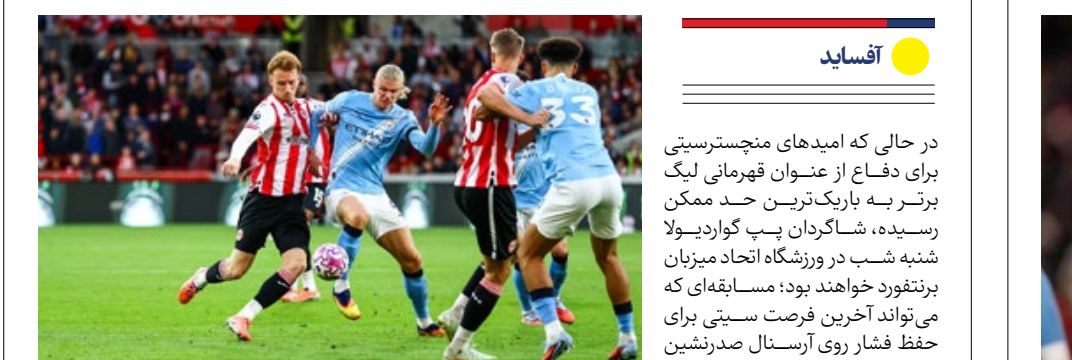 آفساید
در حالی که امیدهای منچسترسیتی
برای دفاع از عنوان قهرمانی لیگ
برتر به باریک‌ترین حد ممکن
رسیده، شاگردان پپ گواردیولا
شنبه شب در ورزشگاه اتحاد میزبان
برنتفورد خواهند بود؛ مسابقه‌ای که
می‌تواند آخرین فرصت سیتی برای
حفظ فشار روی آرسنال صدرنشین
33